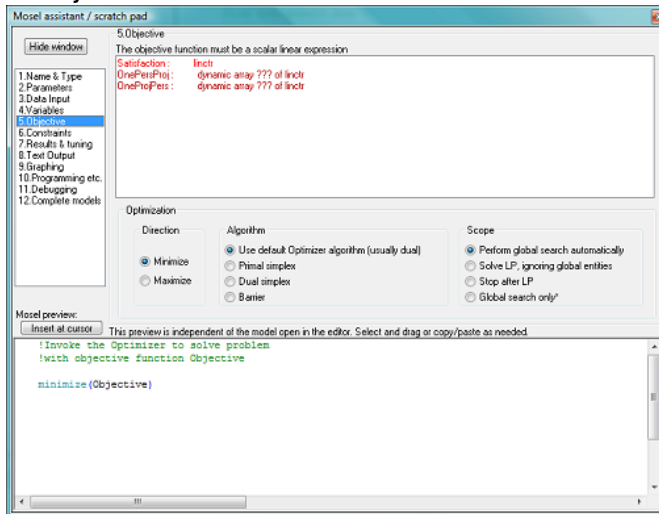 Mosel assistant / scratch pad
Hide window
5.Objective
The objective function must be a scalar linear expression
Satisfaction : linctr
OnePersProj : dynamic array ??? of linctr
OneProjPers : dynamic array ??? of linctr
1.Name & Type
2.Parameters
3.Data Input
4.Variables
5.Objective
6.Constraints
7.Results & tuning
8.Text Output
9.Graphing
10.Programming etc.
11.Debugging
12.Complete models
Optimization
Direction
Minimize
Maximize
Algorithm
Use default Optimizer algorithm (usually dual)
Primal simplex
Dual simplex
Barrier
Scope
Perform global search automatically
Solve LP, ignoring global entities
Stop after LP
Global search only*
Mosel preview:
Insert at cursor
This preview is independent of the model open in the editor. Select and drag or copy/paste as needed.
!Invoke the Optimizer to solve problem
!with objective function Objective
minimize(Objective)